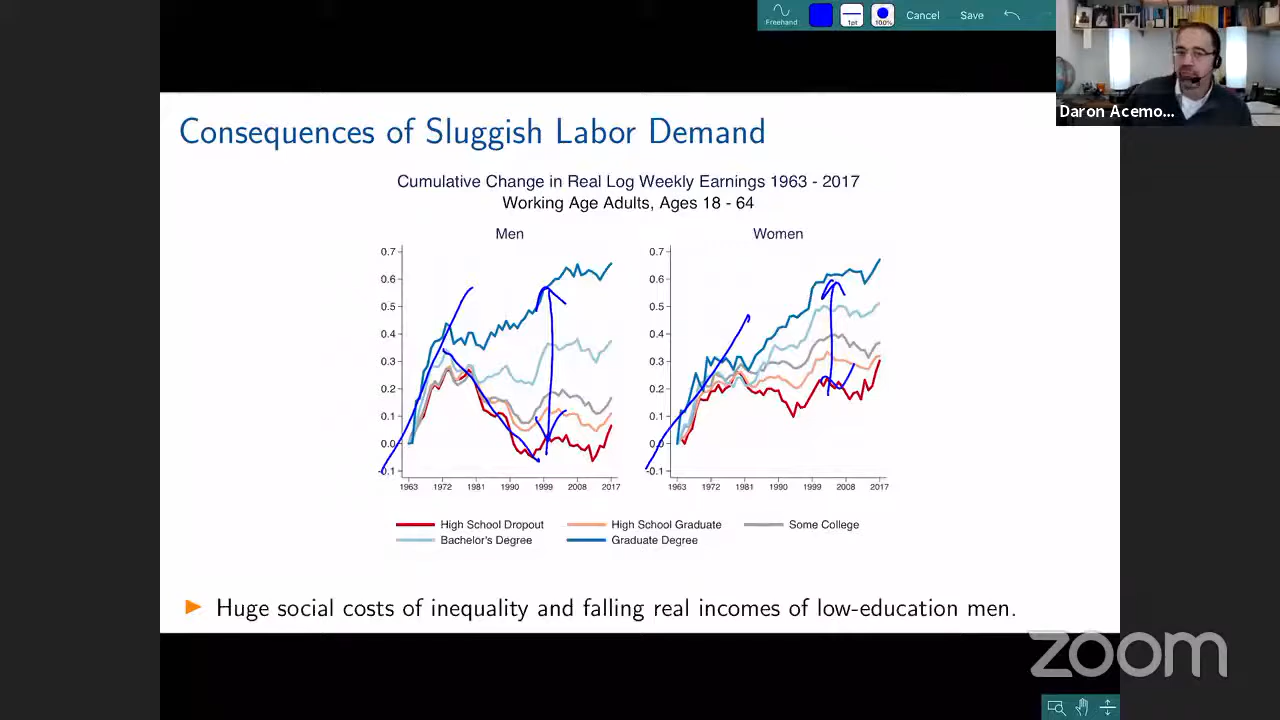 Freehand
1pt
100%
Cancel
Save
Daron Acemo...
Consequences of Sluggish Labor Demand
Cumulative Change in Real Log Weekly Earnings 1963 - 2017
Working Age Adults, Ages 18 - 64
Men
0.7
0.6
0.5
0.4
0.3
0.2
0.1
0.0
-0.1
1963 1972 1981 1990 1999 2008 2017
Women
0.7
0.6
0.5
0.4
0.3
0.2
0.1
0.0
-0.1
1963 1972 1981 1990 1999 2008 2017
High School Dropout
High School Graduate
Some College
Bachelor's Degree
Graduate Degree
Huge social costs of inequality and falling real incomes of low-education men.
zoom